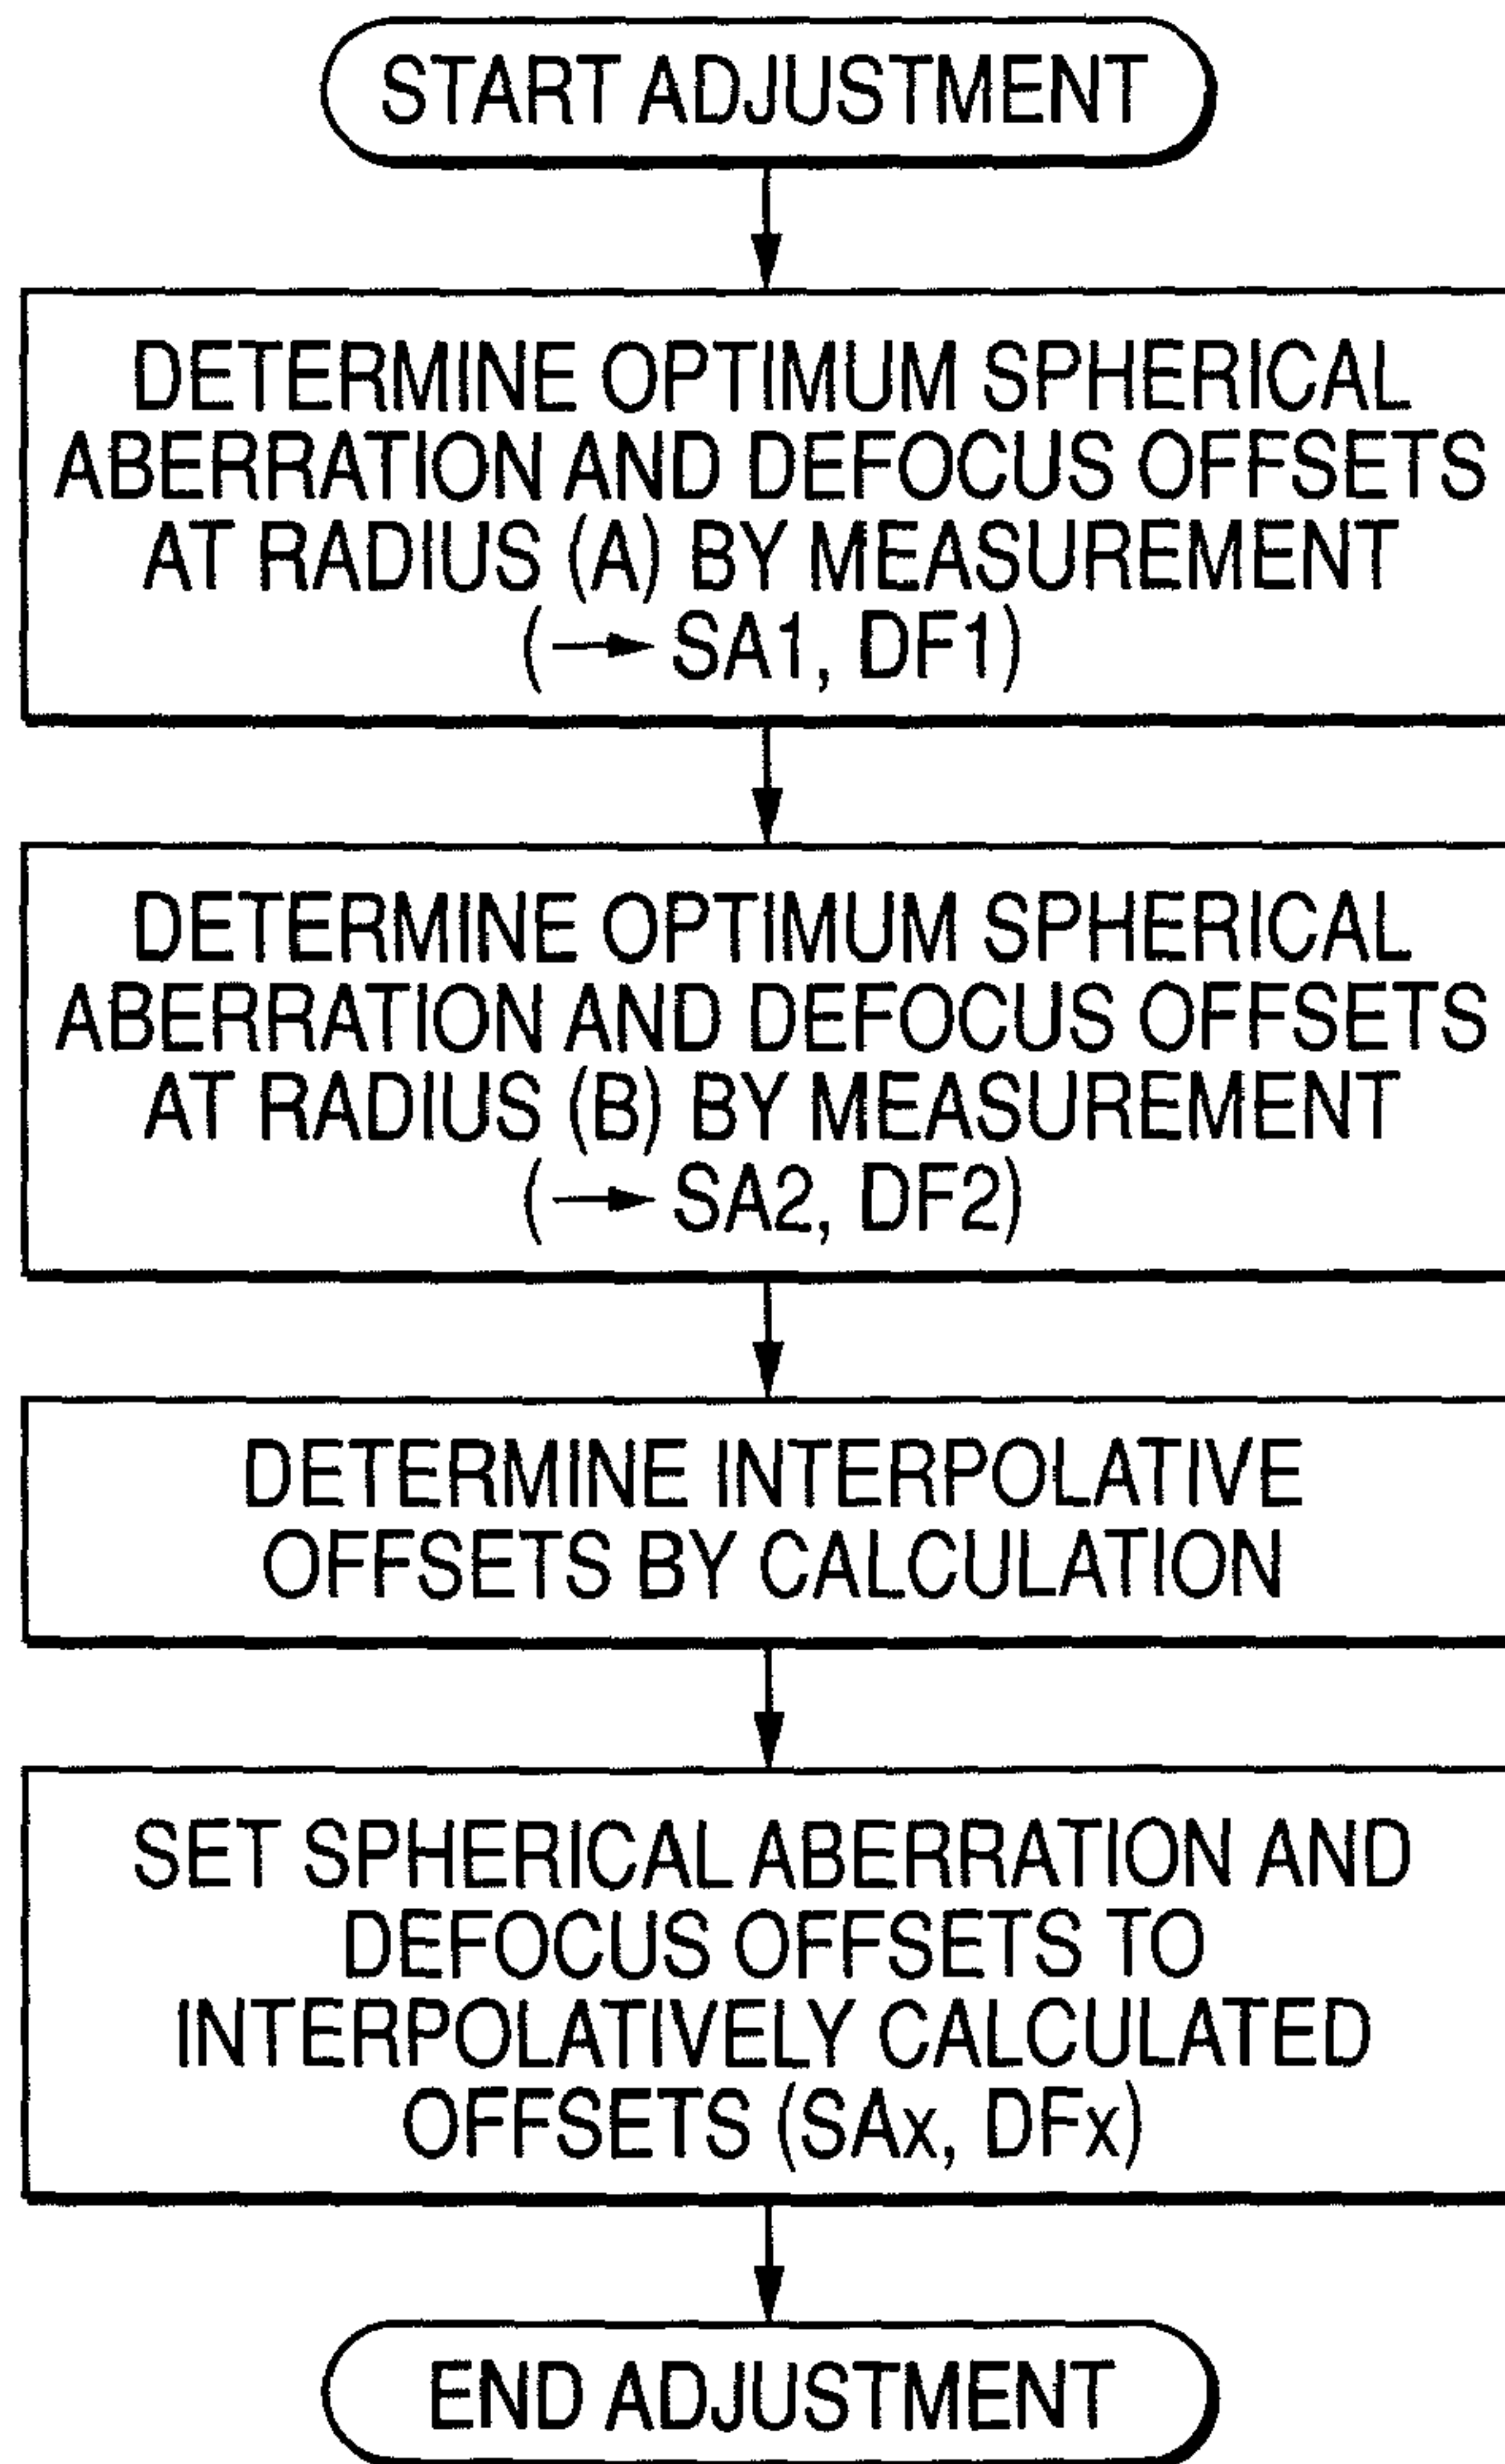 START ADJUSTMENT
DETERMINE OPTIMUM SPHERICAL
ABERRATION AND DEFOCUS OFFSETS
AT RADIUS (A) BY MEASUREMENT
(→ SA1, DF1)
DETERMINE OPTIMUM SPHERICAL
ABERRATION AND DEFOCUS OFFSETS
AT RADIUS (B) BY MEASUREMENT
(→ SA2, DF2)
DETERMINE INTERPOLATIVE
OFFSETS BY CALCULATION
SET SPHERICAL ABERRATION AND
DEFOCUS OFFSETS TO
INTERPOLATIVELY CALCULATED
OFFSETS (SAx, DFx)
END ADJUSTMENT